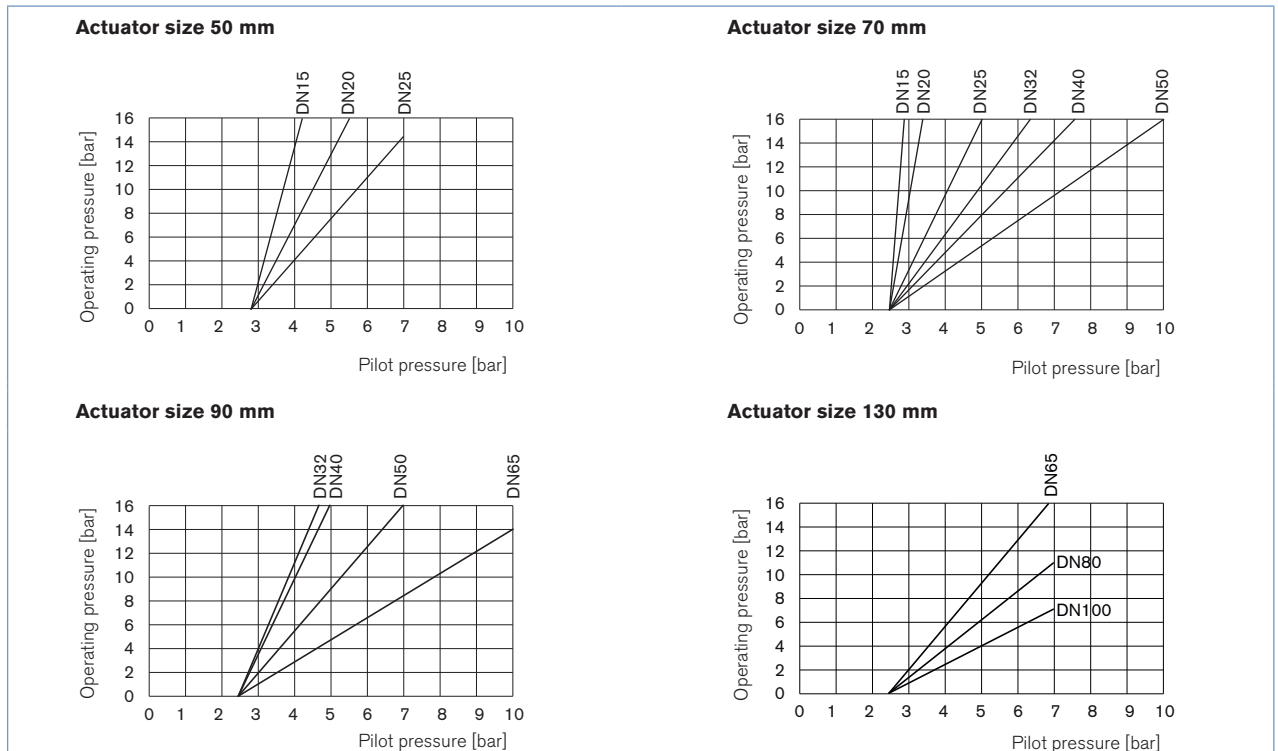 Actuator size 50 mm
DN15
DN20
DN25
16
14
12
10
8
6
4
2
0
Operating pressure [bar]
0 1 2 3 4 5 6 7 8 9 10
Pilot pressure [bar]
Actuator size 70 mm
DN15
DN20
DN25
DN32
DN40
DN50
16
14
12
10
8
6
4
2
0
Operating pressure [bar]
0 1 2 3 4 5 6 7 8 9 10
Pilot pressure [bar]
Actuator size 90 mm
DN32
DN40
DN50
DN65
16
14
12
10
8
6
4
2
0
Operating pressure [bar]
0 1 2 3 4 5 6 7 8 9 10
Pilot pressure [bar]
Actuator size 130 mm
DN65
16
14
12
10
8
6
4
2
0
Operating pressure [bar]
DN80
DN100
0 1 2 3 4 5 6 7 8 9 10
Pilot pressure [bar]